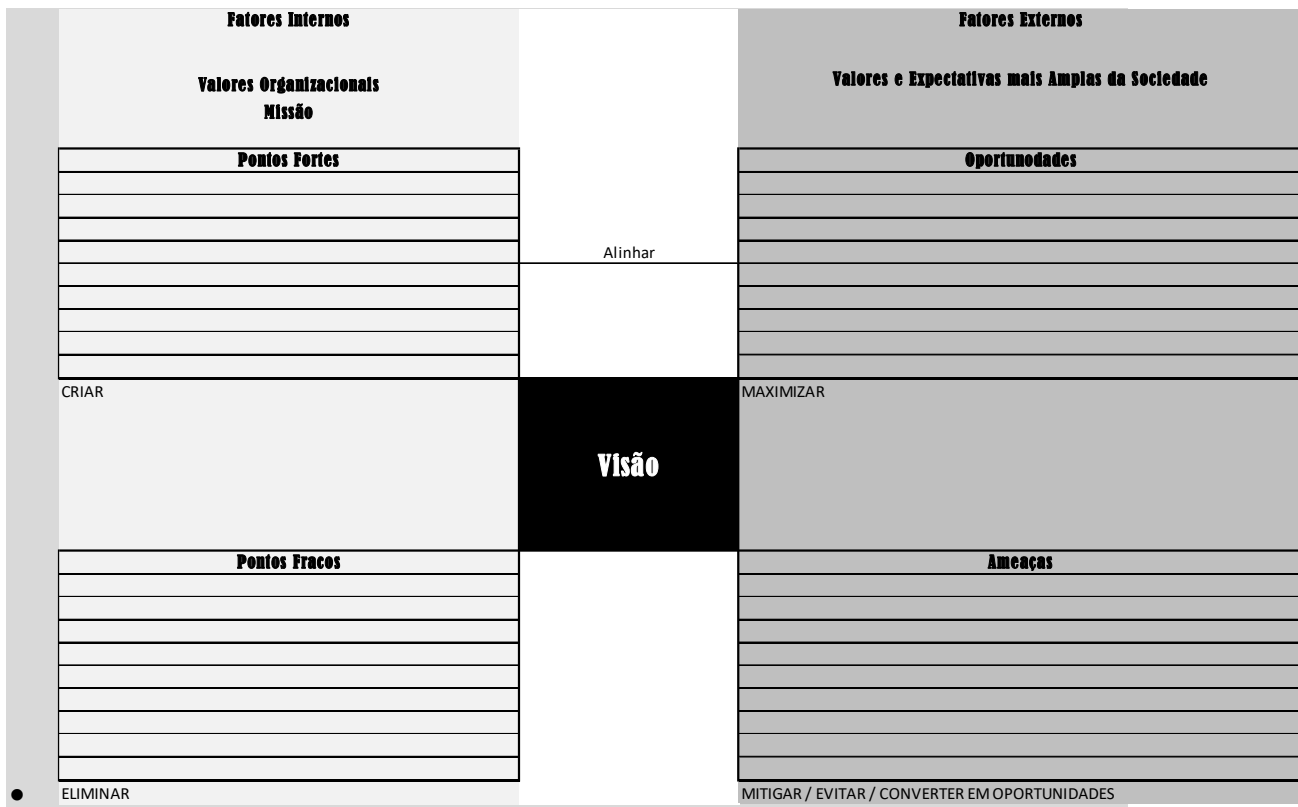 Fatores Internos
Fatores Externos
Valores Organizacionais
Missão
Valores e Expectativas mais Amplas da Sociedade
Pontos Fortes
Oportunodades
Alinhar
CRIAR
MAXIMIZAR
Visão
Pontos Fracos
Ameaças
ELIMINAR
MITIGAR / EVITAR / CONVERTER EM OPORTUNIDADES